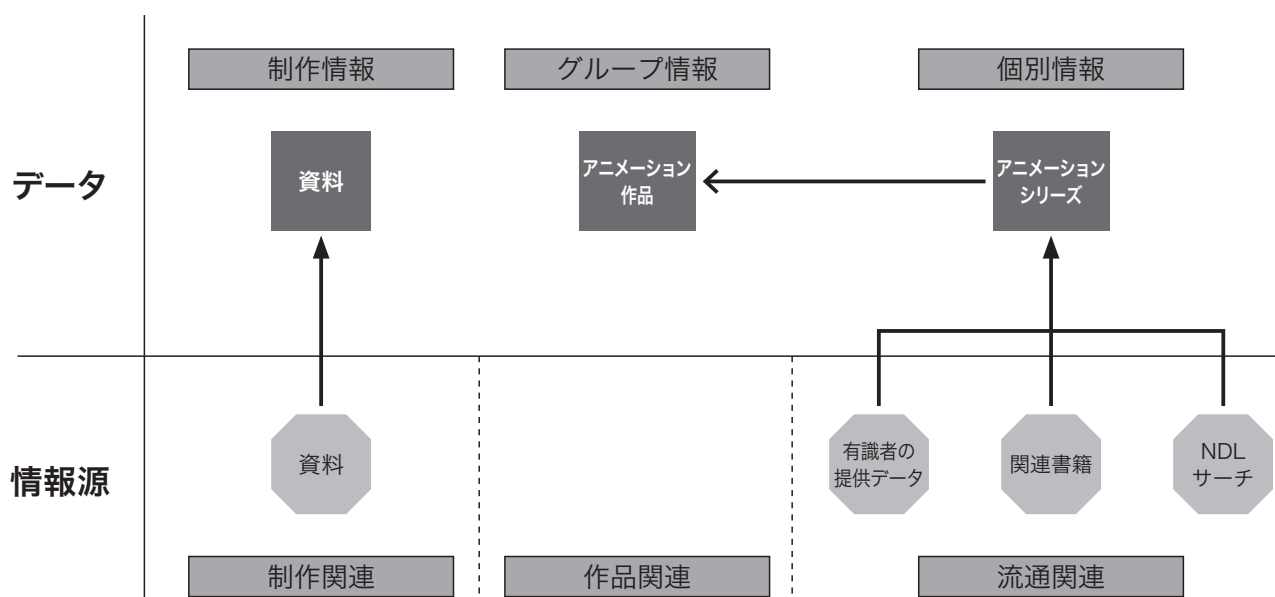 制作情報
グループ情報
個別情報
データ
資料
アニメーション
作品
アニメーション
シリーズ
情報源
資料
有識者の
提供データ
関連書籍
NDL
サーチ
制作関連
作品関連
流通関連